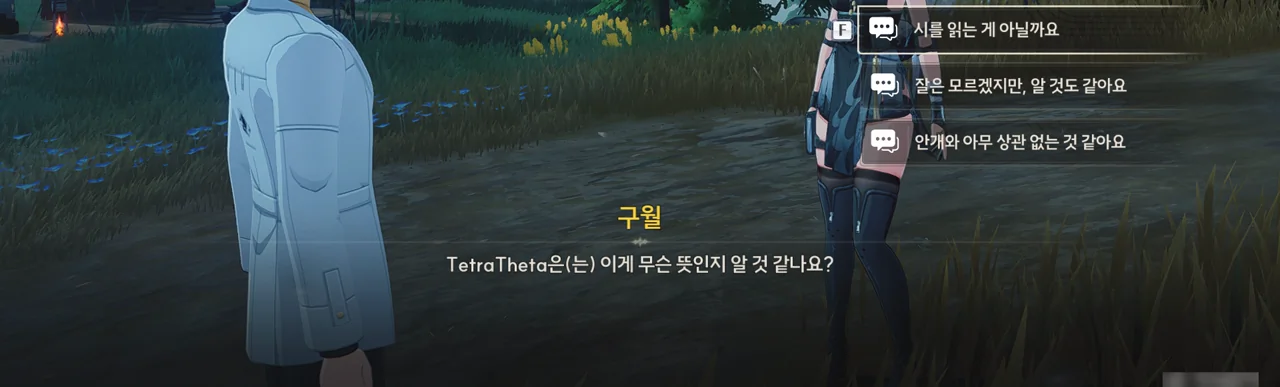 F 시를 읽는 게 아닐까요
잘은 모르겠지만, 알 것도 같아요
안개와 아무 상관 없는 것 같아요
구월
TetraTheta은(는) 이게 무슨 뜻인지 알 것 같나요?